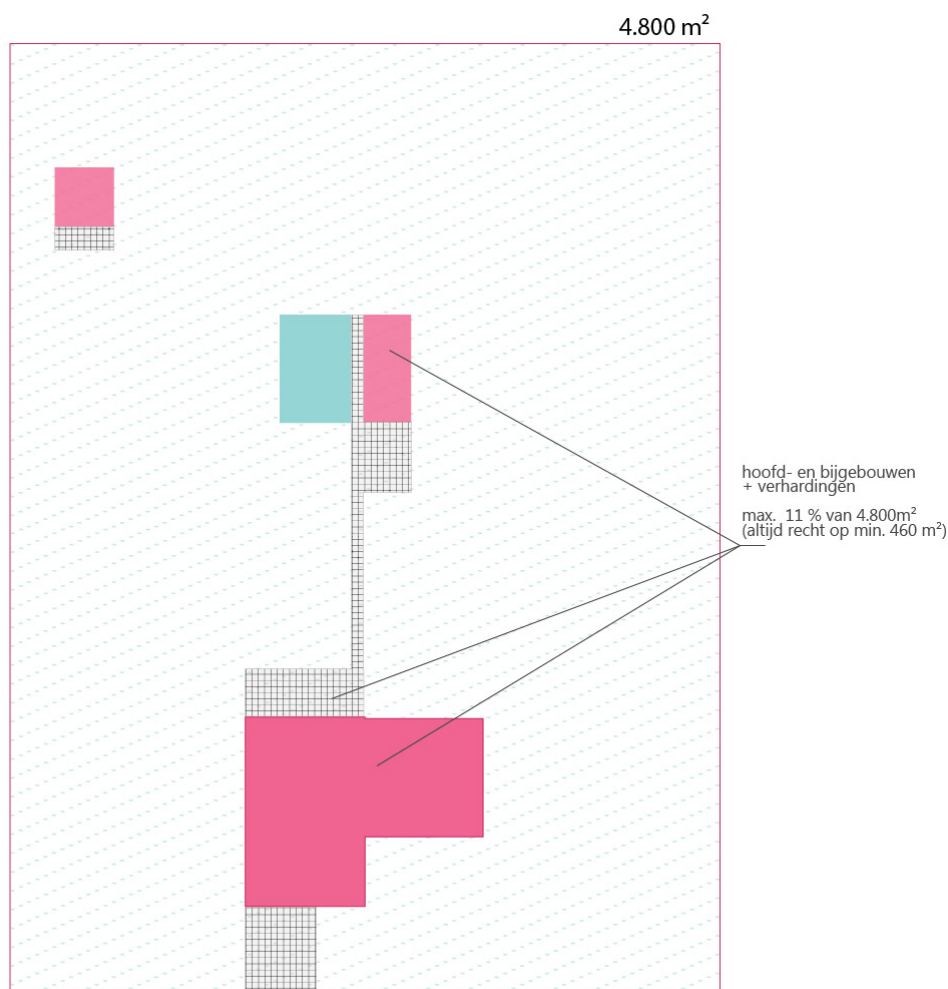 4.800 m²
hoofd- en bijgebouwen
+ verhardingen
max. 11 % van 4.800m²
(altijd recht op min. 460 m²)